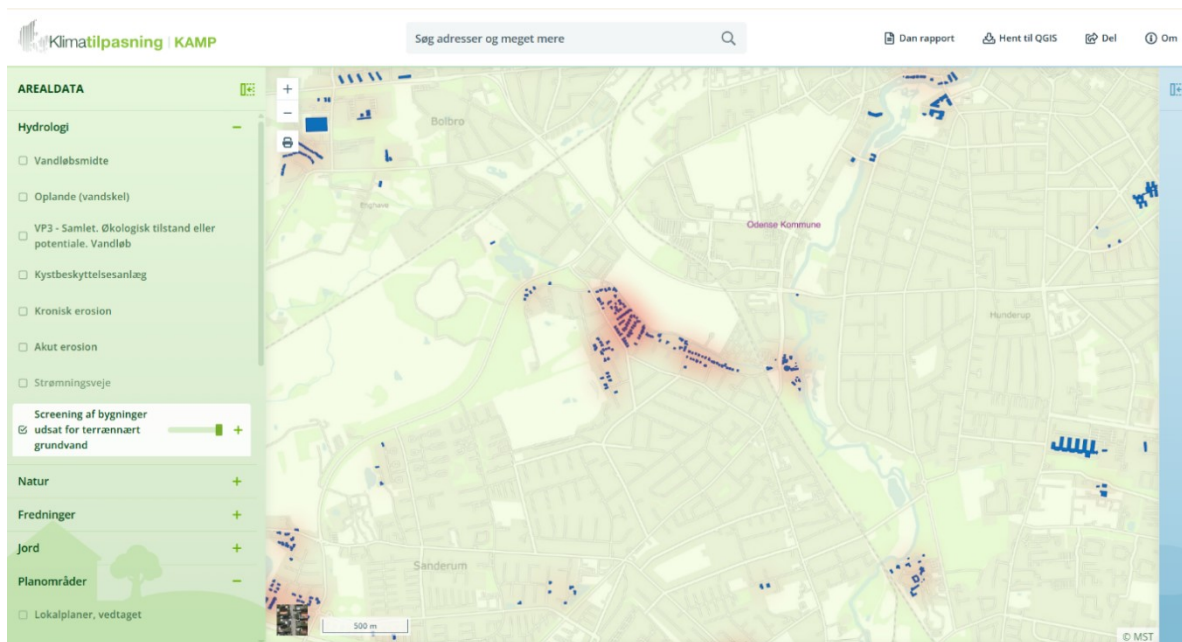 Klimatilpasning | KAMP
Søg adresser og meget mere
Dan rapport
Hent til QGIS
Del
Om
AREALDATA
Hydrologi
Vandløbsmidte
Oplande (vandskel)
VP3 - Samlet. Økologisk tilstand eller
potentiale. Vandløb
Kystbeskyttelsesanlæg
Kronisk erosion
Akut erosion
Strømningsveje
Screening af bygninger
udsat for terrænnært
grundvand
Natur
Fredninger
Jord
Planområder
Lokalplaner, vedtaget
Bolbro
Odense Kommune
Hunderup
Sanderum
500 m
© MST